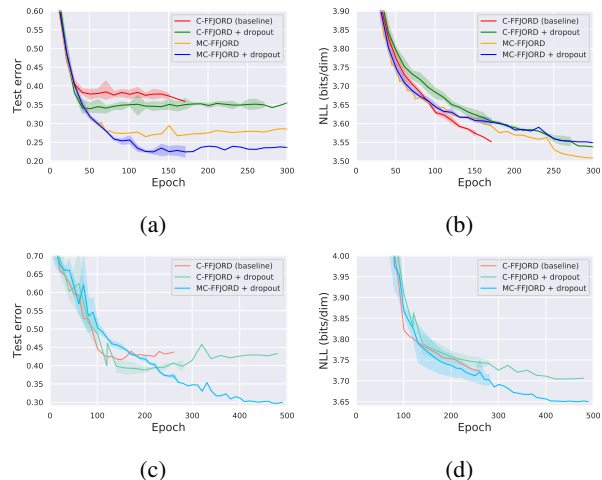 0.60
0.55
0.50
0.45
0.40
0.35
0.30
0.25
0.20
Test error
C-FFJORD (baseline)
C-FFJORD + dropout
MC-FFJORD
MC-FFJORD + dropout
0 50 100 150 200 250 300
Epoch
(a)
3.90
3.85
3.80
3.75
3.70
3.65
3.60
3.55
3.50
NLL (bits/dim)
C-FFJORD (baseline)
C-FFJORD + dropout
MC-FFJORD
MC-FFJORD + dropout
0 50 100 150 200 250 300
Epoch
(b)
0.70
0.65
0.60
0.55
0.50
0.45
0.40
0.35
0.30
Test error
C-FFJORD (baseline)
C-FFJORD + dropout
MC-FFJORD + dropout
0 100 200 300 400 500
Epoch
(c)
4.00
3.95
3.90
3.85
3.80
3.75
3.70
3.65
NLL (bits/dim)
C-FFJORD (baseline)
C-FFJORD + dropout
MC-FFJORD + dropout
0 100 200 300 400 500
Epoch
(d)